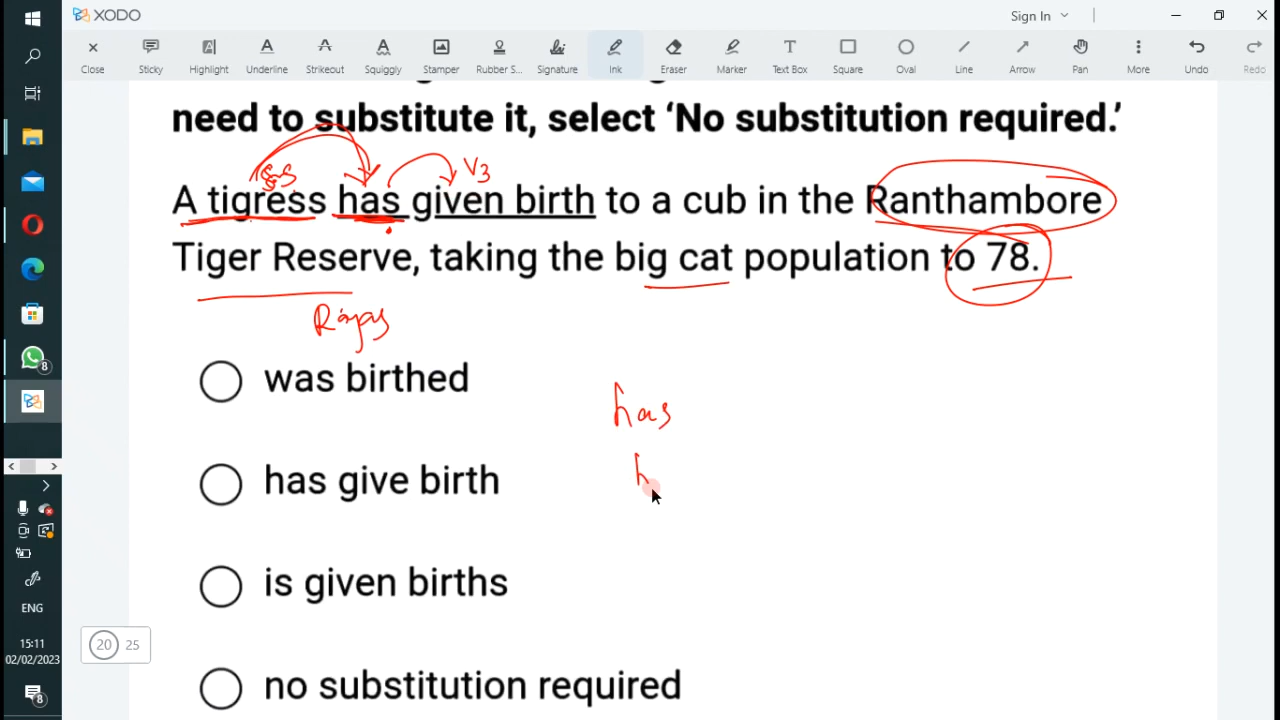 XODO
Sign In
Close
Sticky
Highlight
Underline
Strikeout
Squiggly
Stamper
Rubber S...
Signature
Ink
Eraser
Marker
Text Box
Square
Oval
Line
Arrow
Pan
More
Undo
Redo
need to substitute it, select ‘No substitution required.’
V3
A tigress has given birth to a cub in the Ranthambore
Tiger Reserve, taking the big cat population to 78.
was birthed
has
has give birth
h
is given births
no substitution required
20 25
8
ENG
15:11
02/02/2023
8